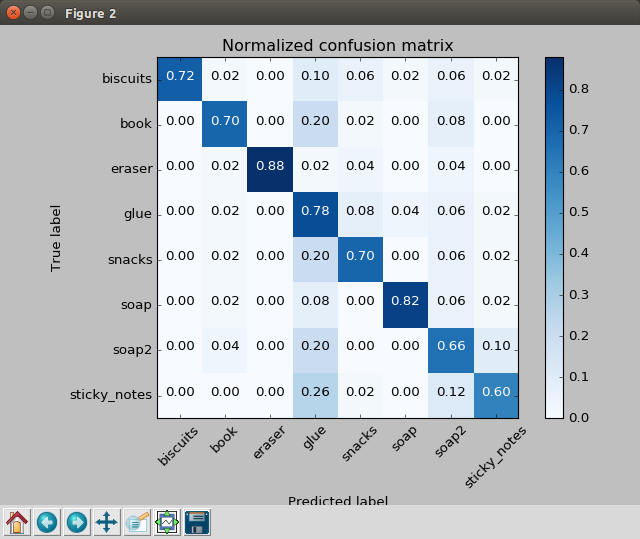 Figure 2
Normalized confusion matrix
biscuits 0.72 0.02 0.00 0.10 0.06 0.02 0.06 0.02
book 0.00 0.70 0.00 0.20 0.02 0.00 0.08 0.00
eraser 0.00 0.02 0.88 0.02 0.04 0.00 0.04 0.00
glue 0.00 0.02 0.00 0.78 0.08 0.04 0.06 0.02
snacks 0.00 0.02 0.00 0.20 0.70 0.00 0.06 0.02
soap 0.00 0.02 0.00 0.08 0.00 0.82 0.06 0.02
soap2 0.00 0.04 0.00 0.20 0.00 0.00 0.66 0.10
sticky_notes 0.00 0.00 0.00 0.26 0.02 0.00 0.12 0.60
True label
biscuits book eraser glue snacks soap soap2 sticky_notes
Predicted label
0.8
0.7
0.6
0.5
0.4
0.3
0.2
0.1
0.0